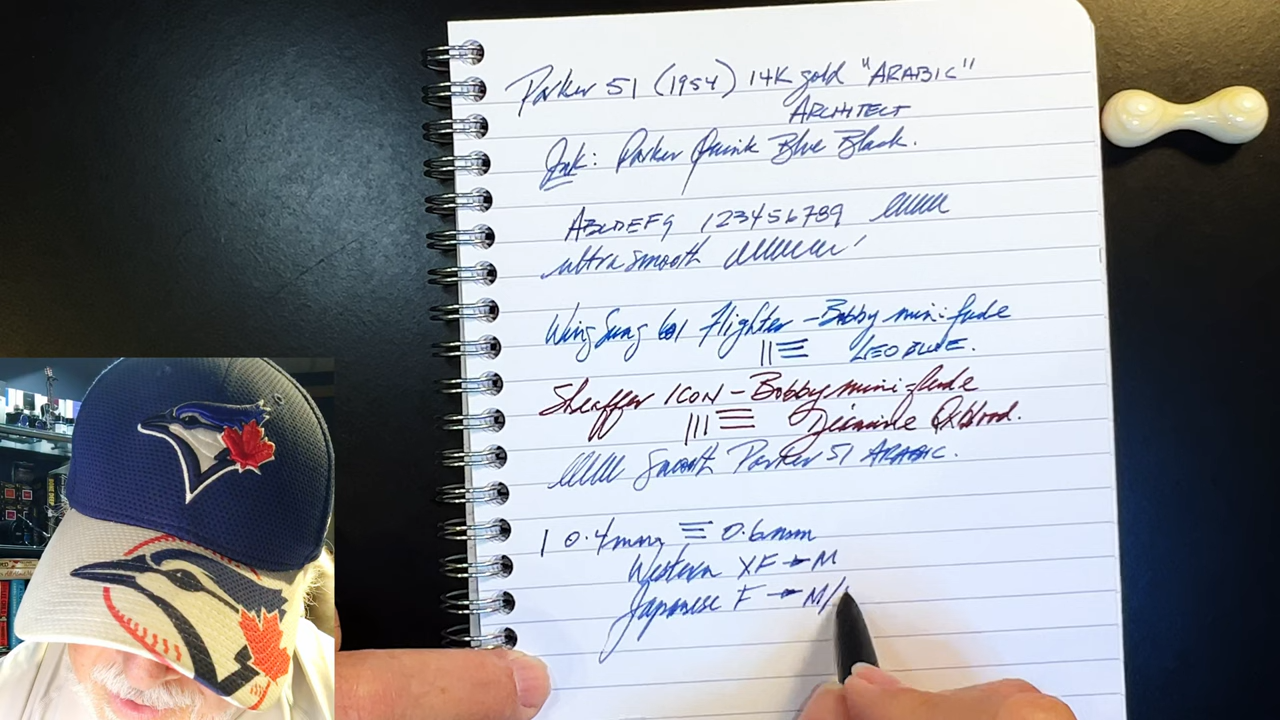 Parker 51 (1954) 14K gold "ARABIC"
ARCHITECT
Ink: Parker Quink Blue Black.
ABCDEFG 123456789
ultra smooth
Wing Sung 601 Flighter - Bobby mini-fude
LEO BLUE.
Sheaffer ICON - Bobby mini-fude
Diamine Oxblood.
Smooth Parker 51 ARABIC.
0.4mm 0.6mm
Western XF - M
Japanese F - M/